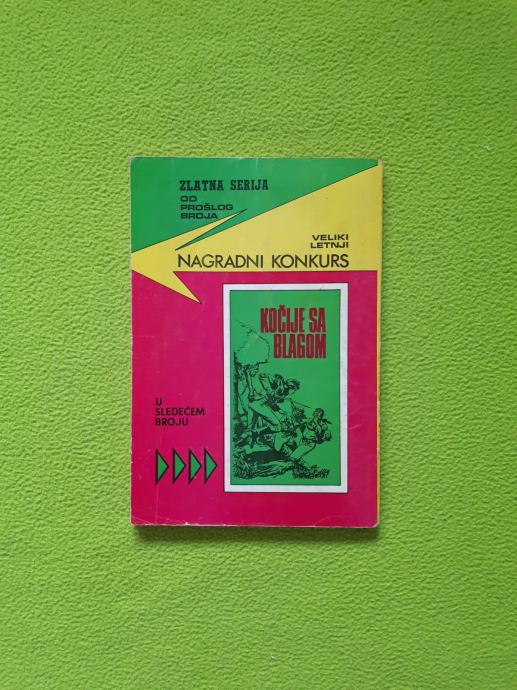 ZLATNA SERIJA
OD
PROŠLOG
BROJA
VELIKI
LETNJI
NAGRADNI KONKURS
KOČIJE SA
BLAGOM
U
SLEDEĆEM
BROJU